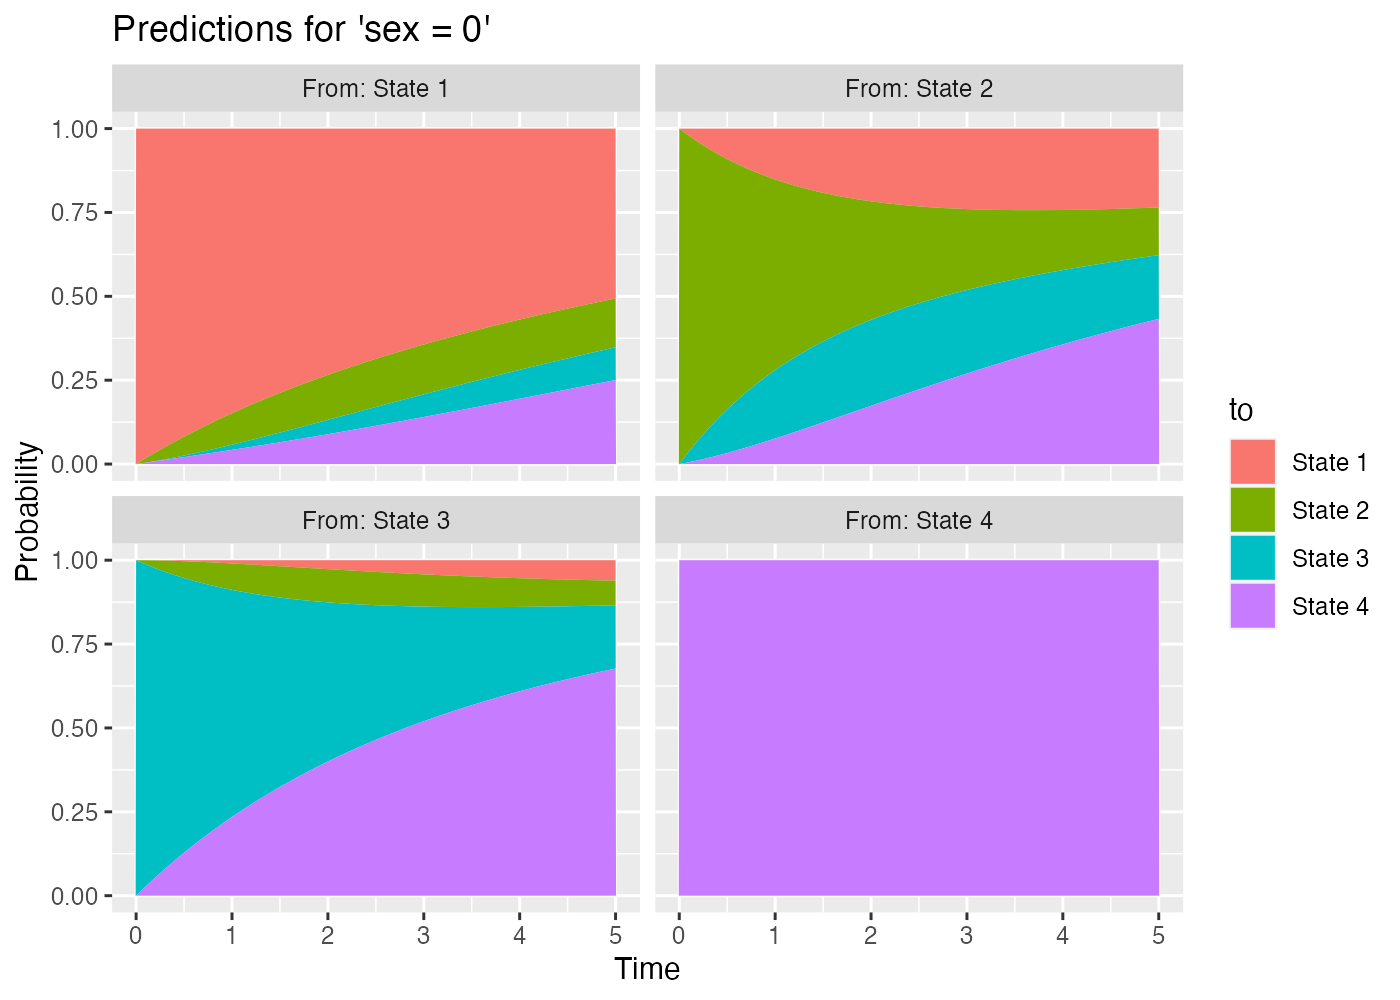 Predictions for 'sex = 0'
From: State 1
From: State 2
1.00
0.75
0.50
0.25
0.00
From: State 3
From: State 4
1.00
0.75
0.50
0.25
0.00
0 1 2 3 4 5
0 1 2 3 4 5
Time
Probability
to
State 1
State 2
State 3
State 4